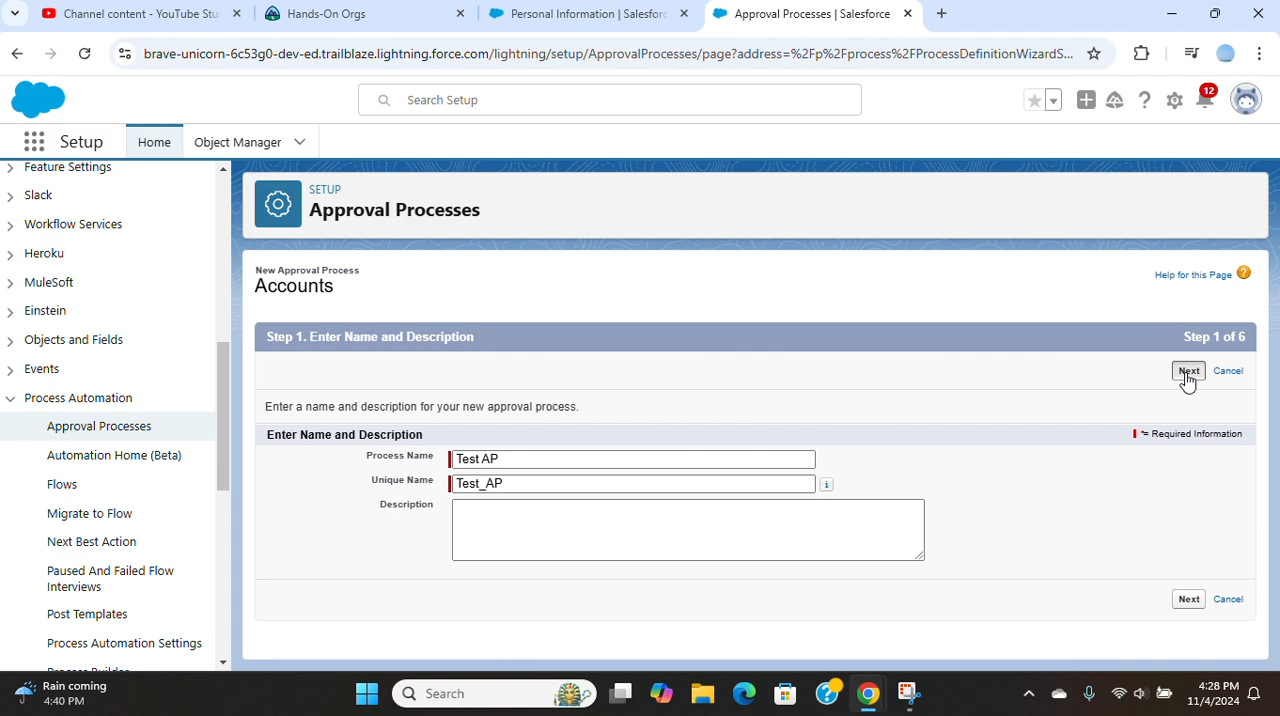 Channel content - YouTube Stu
Hands-On Orgs
Personal Information | Salesforc
Approval Processes | Salesforce
brave-unicorn-6c53g0-dev-ed.trailblaze.lightning.force.com/lightning/setup/ApprovalProcesses/page?address=%2Fp%2Fprocess%2FProcessDefinitionWizardS...
Search Setup
12
Setup
Home
Object Manager
Feature Settings
Slack
Workflow Services
Heroku
MuleSoft
Einstein
Objects and Fields
Events
Process Automation
Approval Processes
Automation Home (Beta)
Flows
Migrate to Flow
Next Best Action
Paused And Failed Flow
Interviews
Post Templates
Process Automation Settings
Process Builder
SETUP
Approval Processes
New Approval Process
Accounts
Help for this Page
Step 1. Enter Name and Description
Step 1 of 6
Next Cancel
Enter a name and description for your new approval process.
Enter Name and Description
= Required Information
Process Name
Test AP
Unique Name
Test_AP
i
Description
Next Cancel
Rain coming
4:40 PM
Search
4:28 PM
11/4/2024